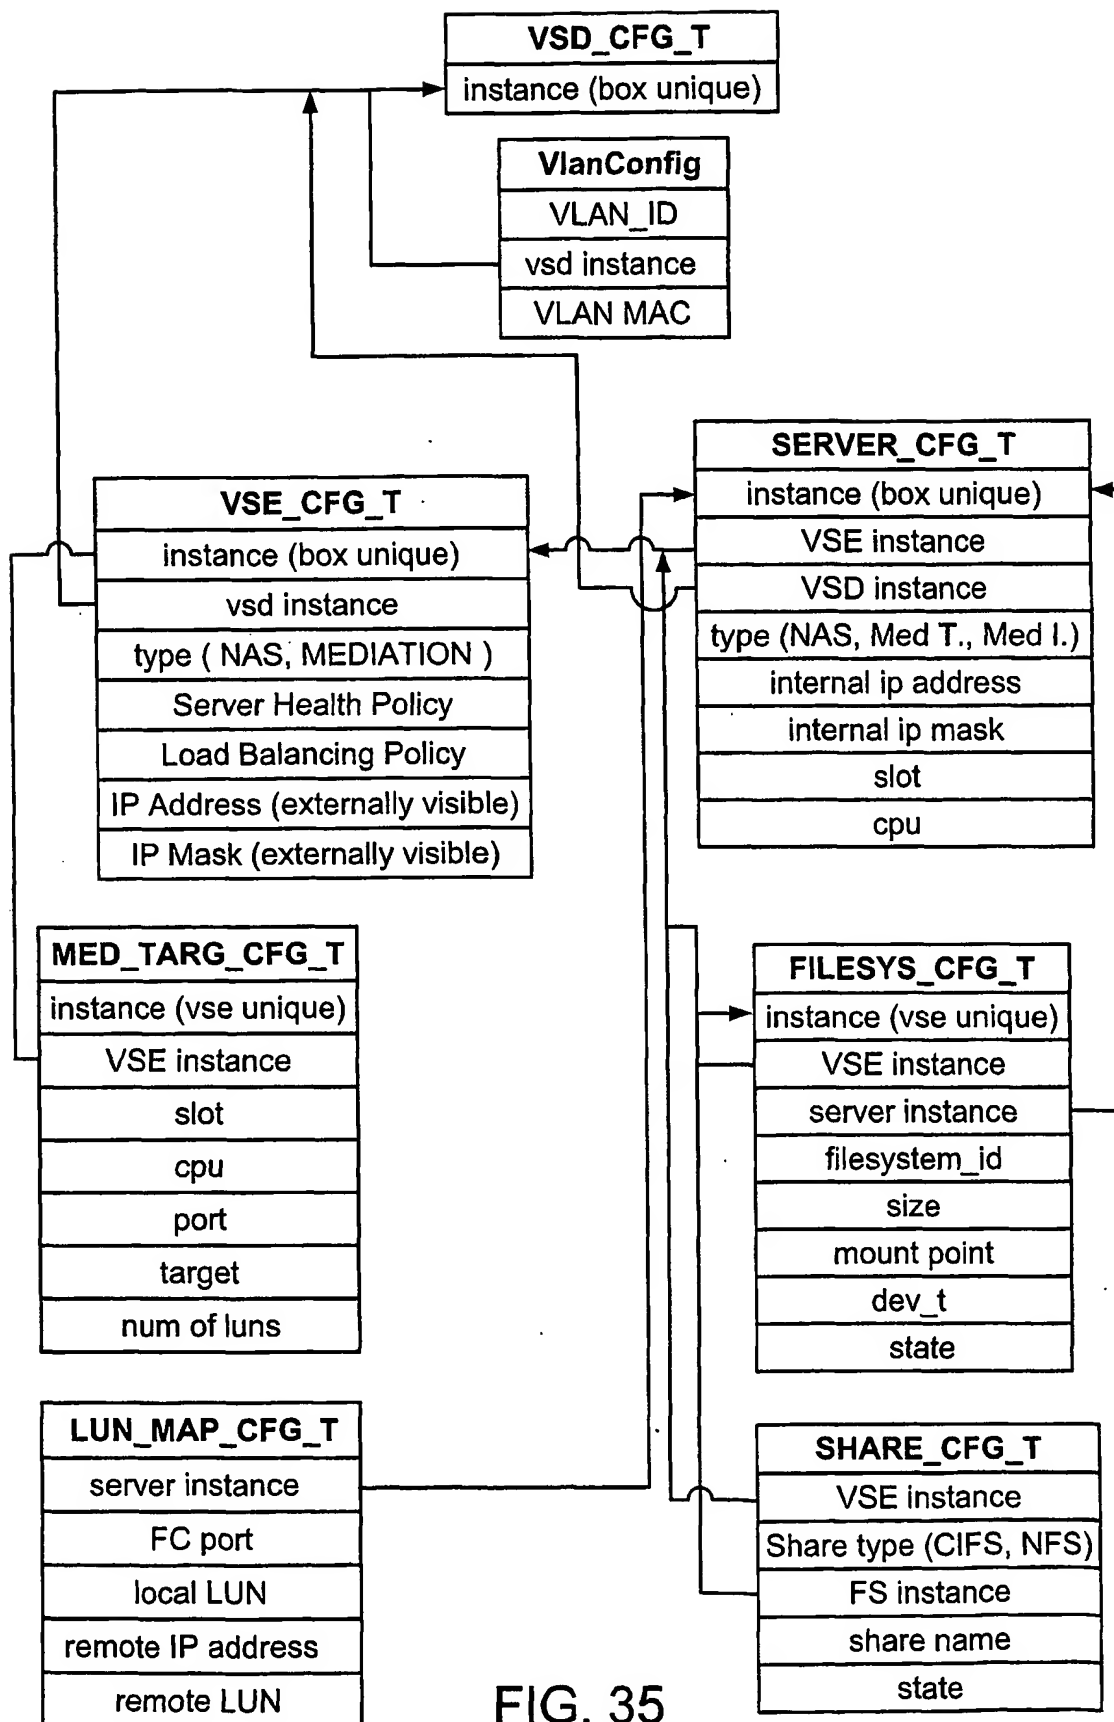 VSD_CFG_T
instance (box unique)
VlanConfig
VLAN_ID
vsd instance
VLAN MAC
SERVER_CFG_T
instance (box unique)
VSE instance
VSD instance
type (NAS, Med T., Med I.)
internal ip address
internal ip mask
slot
cpu
VSE_CFG_T
instance (box unique)
vsd instance
type ( NAS, MEDIATION )
Server Health Policy
Load Balancing Policy
IP Address (externally visible)
IP Mask (externally visible)
MED_TARG_CFG_T
instance (vse unique)
VSE instance
slot
cpu
port
target
num of luns
FILESYS_CFG_T
instance (vse unique)
VSE instance
server instance
filesystem_id
size
mount point
dev_t
state
LUN_MAP_CFG_T
server instance
FC port
local LUN
remote IP address
remote LUN
SHARE_CFG_T
VSE instance
Share type (CIFS, NFS)
FS instance
share name
state
FIG. 35